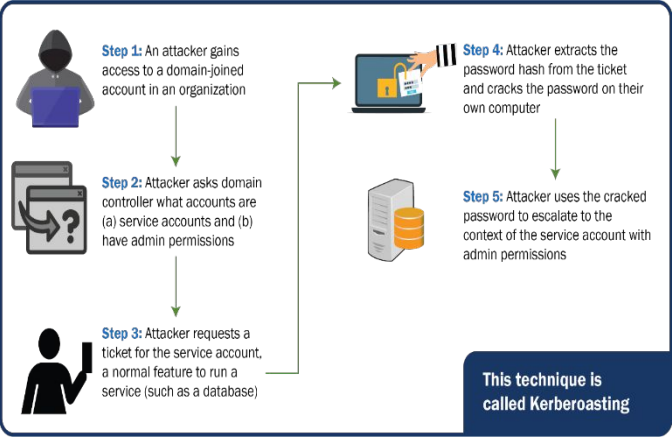 Step 1: An attacker gains
access to a domain-joined
account in an organization
Step 2: Attacker asks domain
controller what accounts are
(a) service accounts and (b)
have admin permissions
Step 3: Attacker requests a
ticket for the service account,
a normal feature to run a
service (such as a database)
Step 4: Attacker extracts the
password hash from the ticket
and cracks the password on their
own computer
Step 5: Attacker uses the cracked
password to escalate to the
context of the service account with
admin permissions
This technique is
called Kerberoasting